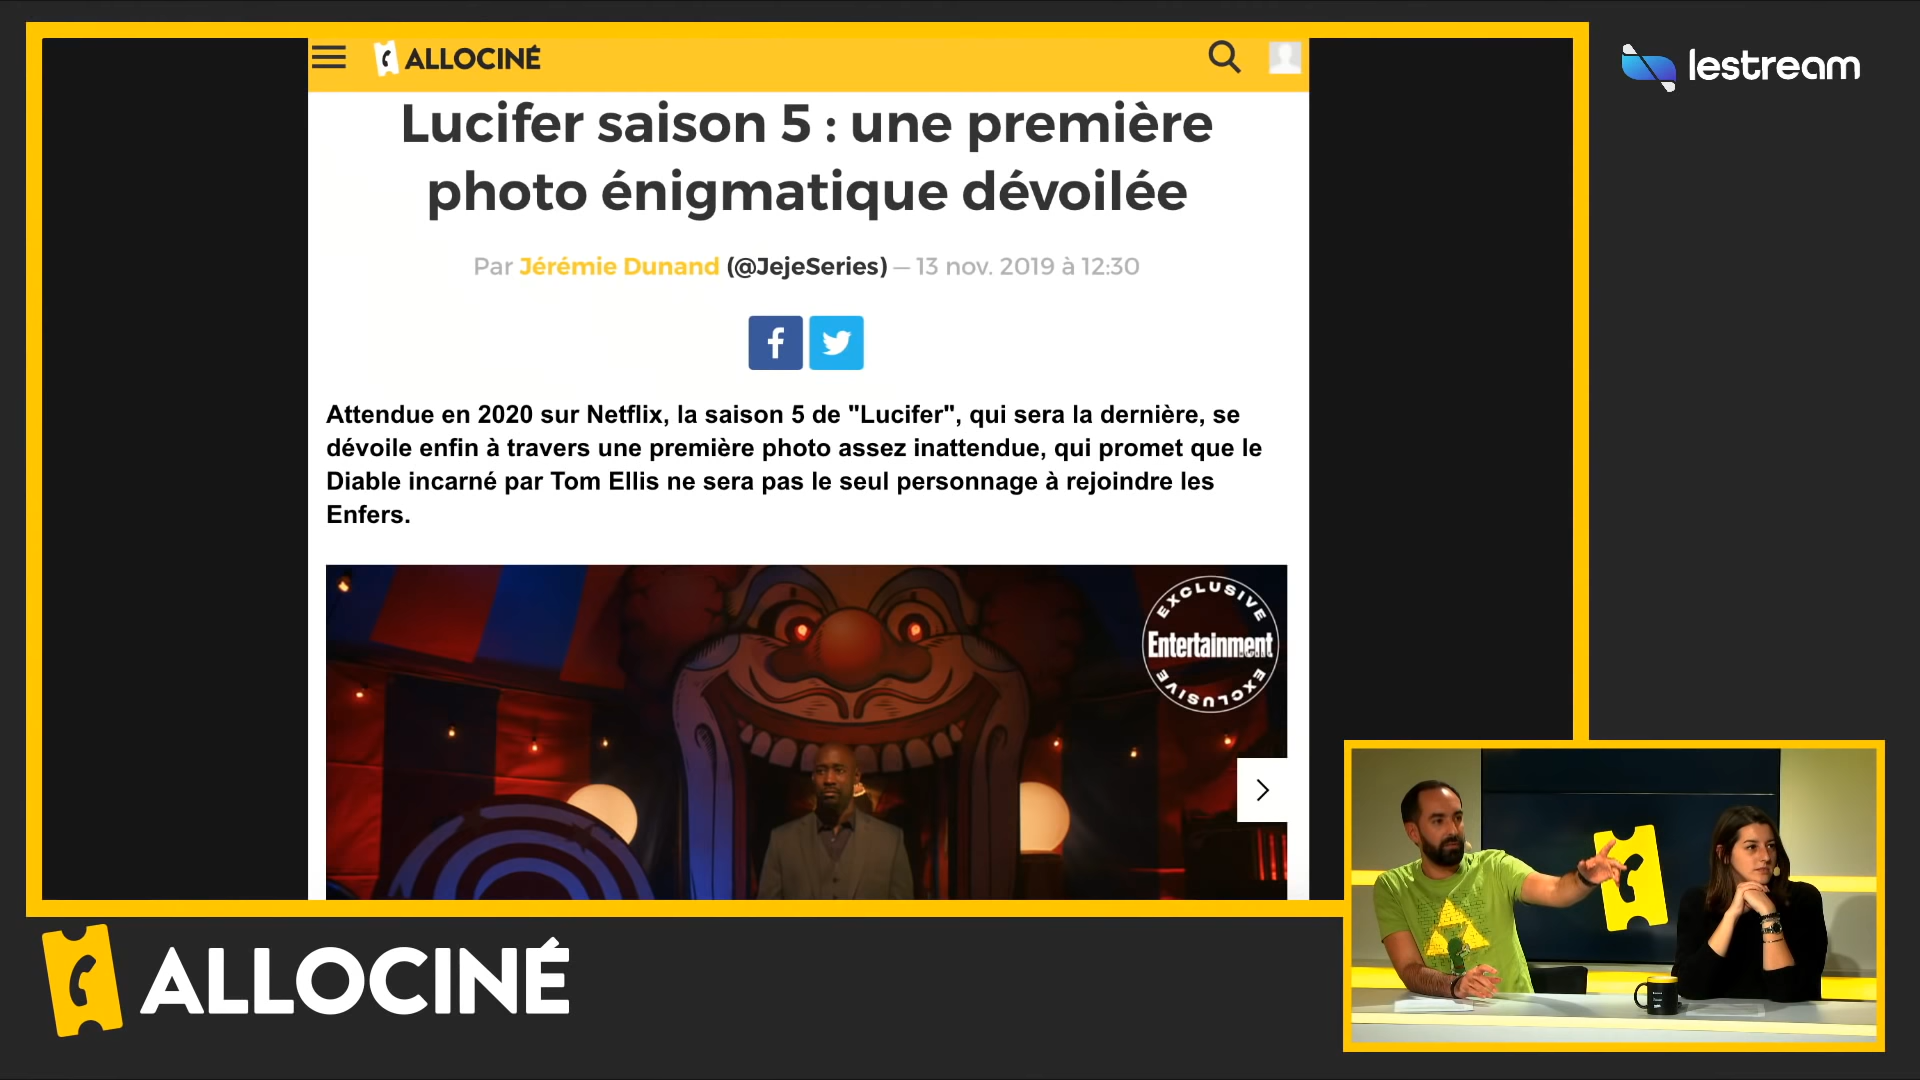 ALLOCINÉ
lestream
Lucifer saison 5 : une première
photo énigmatique dévoilée
Par Jérémie Dunand (@JejeSeries) — 13 nov. 2019 à 12:30
Attendue en 2020 sur Netflix, la saison 5 de "Lucifer", qui sera la dernière, se
dévoile enfin à travers une première photo assez inattendue, qui promet que le
Diable incarné par Tom Ellis ne sera pas le seul personnage à rejoindre les
Enfers.
EXCLUSIVE
Entertainment
EXCLUSIVE
ALLOCINÉ